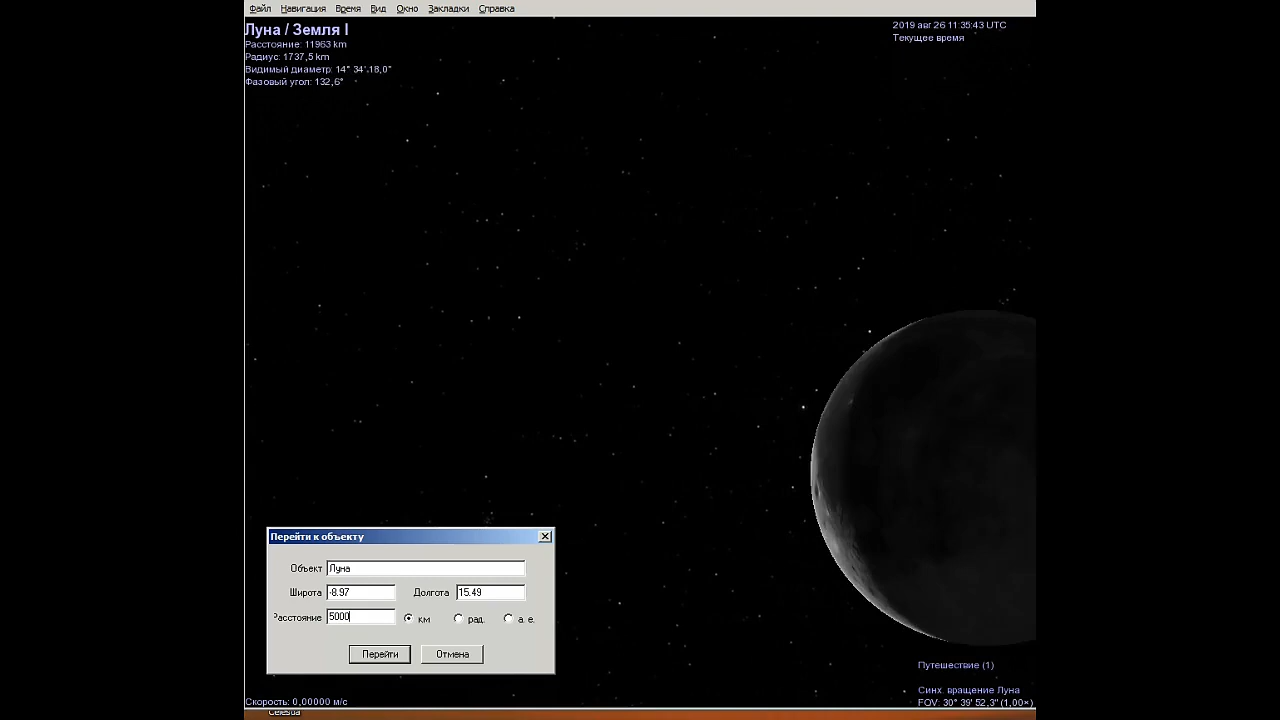 Файл Навигация Время Вид Окно Закладки Справка
Луна / Земля I
Расстояние: 11963 km
Радиус: 1737,5 km
Видимый диаметр: 14° 34' 18,0"
Фазовый угол: 132,6°
2019 авг 26 11:35:43 UTC
Текущее время
Перейти к объекту
Объект Луна
Широта -8.97 Долгота 15.49
Расстояние 5000 км рад. а. е.
Перейти Отмена
Путешествие (1)
Синх. вращение Луна
Скорость: 0,00000 м/с
FOV: 30° 39' 52,3" (1,00×)
Celestia